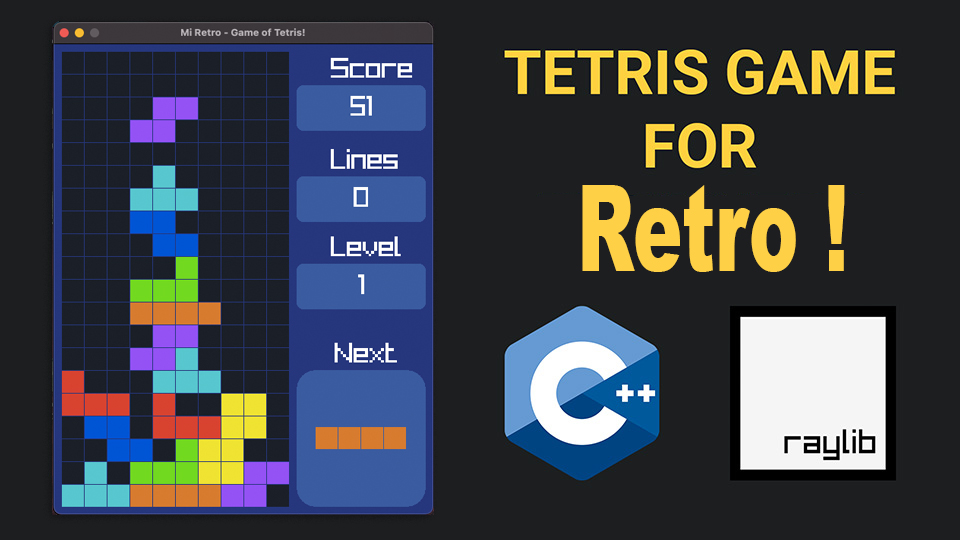 Mi Retro - Game of Tetris!
Score
51
Lines
0
Level
1
Next
TETRIS GAME
FOR
Retro !
C++
raylib